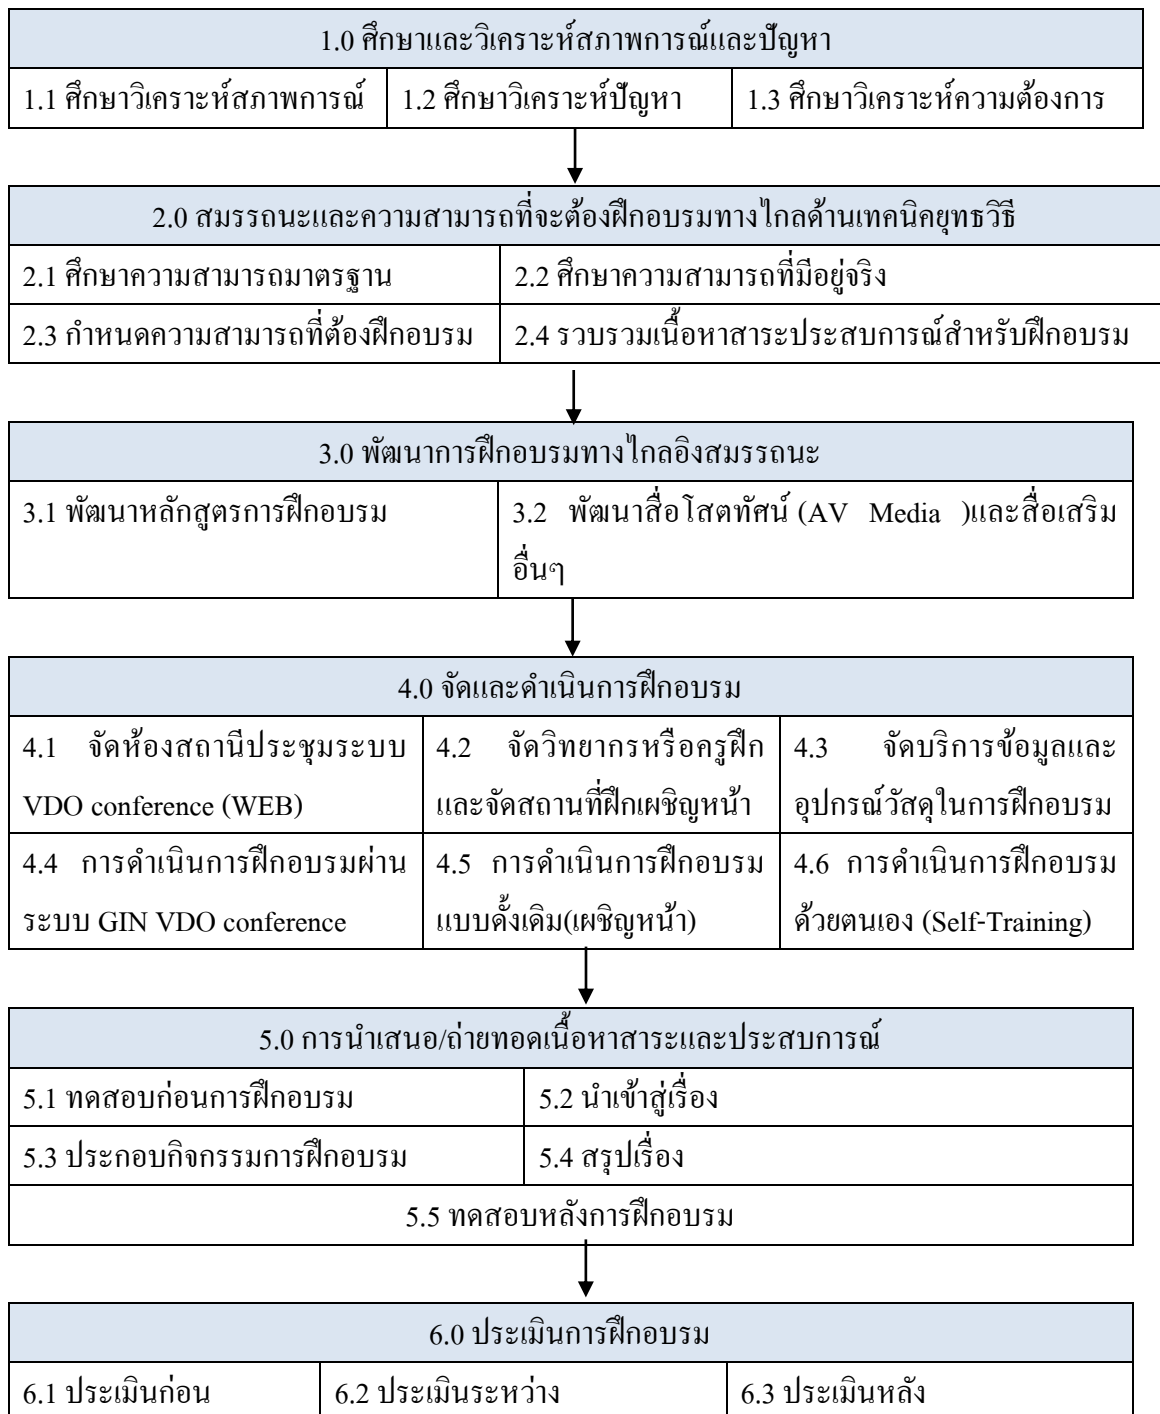 1.0 ศึกษาและวิเคราะห์สภาพการณ์และปัญหา
1.1 ศึกษาวิเคราะห์สภาพการณ์
1.2 ศึกษาวิเคราะห์ปัญหา
1.3 ศึกษาวิเคราะห์ความต้องการ
2.0 สมรรถนะและความสามารถที่จะต้องฝึกอบรมทางไกลด้านเทคนิคยุทธวิธี
2.1 ศึกษาความสามารถมาตรฐาน
2.2 ศึกษาความสามารถที่มีอยู่จริง
2.3 กำหนดความสามารถที่ต้องฝึกอบรม
2.4 รวบรวมเนื้อหาสาระประสบการณ์สำหรับฝึกอบรม
3.0 พัฒนาการฝึกอบรมทางไกลอิงสมรรถนะ
3.1 พัฒนาหลักสูตรการฝึกอบรม
3.2 พัฒนาสื่อโสตทัศน์ (AV Media )และสื่อเสริม
อื่นๆ
4.0 จัดและดำเนินการฝึกอบรม
4.1 จัดห้องสถานีประชุมระบบ
VDO conference (WEB)
4.2 จัดวิทยากรหรือครูฝึก
และจัดสถานที่ฝึกเผชิญหน้า
4.3 จัดบริการข้อมูลและ
อุปกรณ์วัสดุในการฝึกอบรม
4.4 การดำเนินการฝึกอบรมผ่าน
ระบบ GIN VDO conference
4.5 การดำเนินการฝึกอบรม
แบบดั้งเดิม(เผชิญหน้า)
4.6 การดำเนินการฝึกอบรม
ด้วยตนเอง (Self-Training)
5.0 การนำเสนอ/ถ่ายทอดเนื้อหาสาระและประสบการณ์
5.1 ทดสอบก่อนการฝึกอบรม
5.2 นำเข้าสู่เรื่อง
5.3 ประกอบกิจกรรมการฝึกอบรม
5.4 สรุปเรื่อง
5.5 ทดสอบหลังการฝึกอบรม
6.0 ประเมินการฝึกอบรม
6.1 ประเมินก่อน
6.2 ประเมินระหว่าง
6.3 ประเมินหลัง